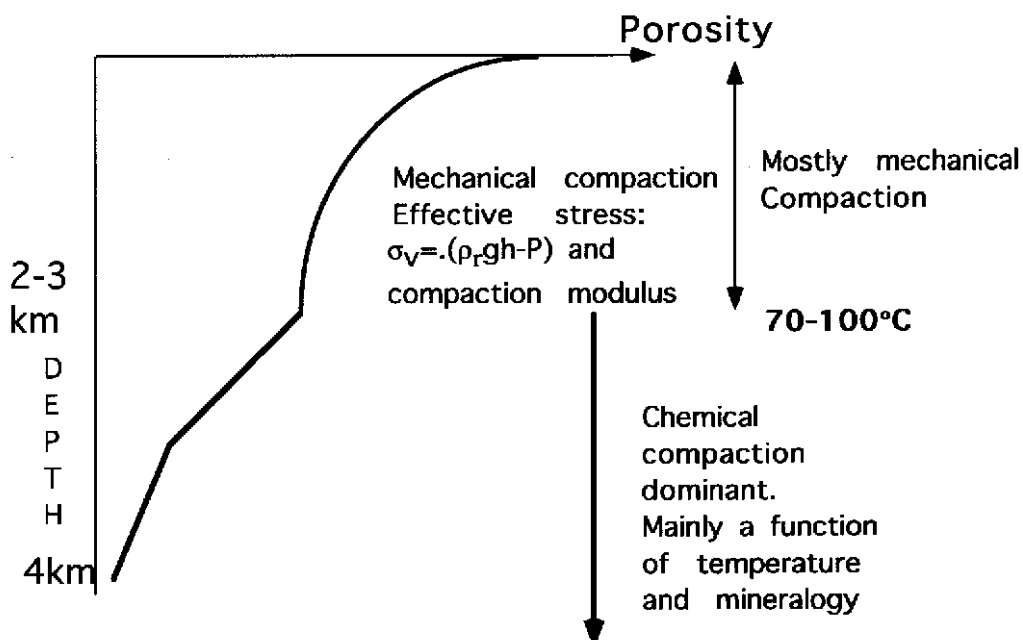 Porosity
Mostly mechanical
Compaction
Mechanical compaction
Effective stress:
σv=.(ρrgh-P) and
compaction modulus
2-3
km
70-100°C
D
E
P
T
H
4km
Chemical
compaction
dominant.
Mainly a function
of temperature
and mineralogy